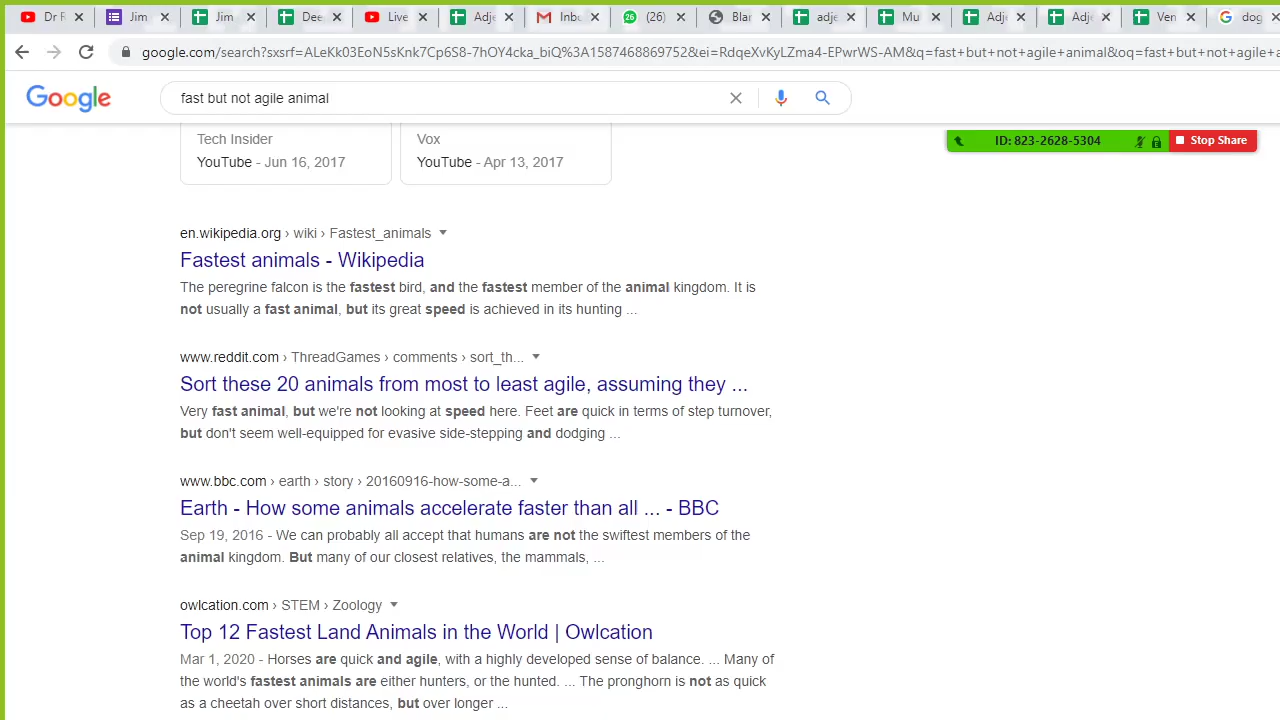 Dr R Jim Jim Dee Live Adje Inbo (26) Blar adje Mu Adje Adje Ven dog
google.com/search?sxsrf=ALeKk03EoN5sKnk7Cp6S8-7rOY4cka_biQ%3A1587468869752&ei=RdqeXvKyLZma4-EPwrWS-AM&q=fast+but+not+agile+animal&oq=fast+but+not+agile+a
Google fast but not agile animal
ID: 823-2628-5304 Stop Share
Tech Insider Vox
YouTube - Jun 16, 2017 YouTube - Apr 13, 2017
en.wikipedia.org › wiki › Fastest_animals
Fastest animals - Wikipedia
The peregrine falcon is the fastest bird, and the fastest member of the animal kingdom. It is
not usually a fast animal, but its great speed is achieved in its hunting ...
www.reddit.com › ThreadGames › comments › sort_th...
Sort these 20 animals from most to least agile, assuming they ...
Very fast animal, but we're not looking at speed here. Feet are quick in terms of step turnover,
but don't seem well-equipped for evasive side-stepping and dodging ...
www.bbc.com › earth › story › 20160916-how-some-a...
Earth - How some animals accelerate faster than all ... - BBC
Sep 19, 2016 - We can probably all accept that humans are not the swiftest members of the
animal kingdom. But many of our closest relatives, the mammals, ...
owlcation.com › STEM › Zoology
Top 12 Fastest Land Animals in the World | Owlcation
Mar 1, 2020 - Horses are quick and agile, with a highly developed sense of balance. ... Many of
the world's fastest animals are either hunters, or the hunted. ... The pronghorn is not as quick
as a cheetah over short distances, but over longer ...